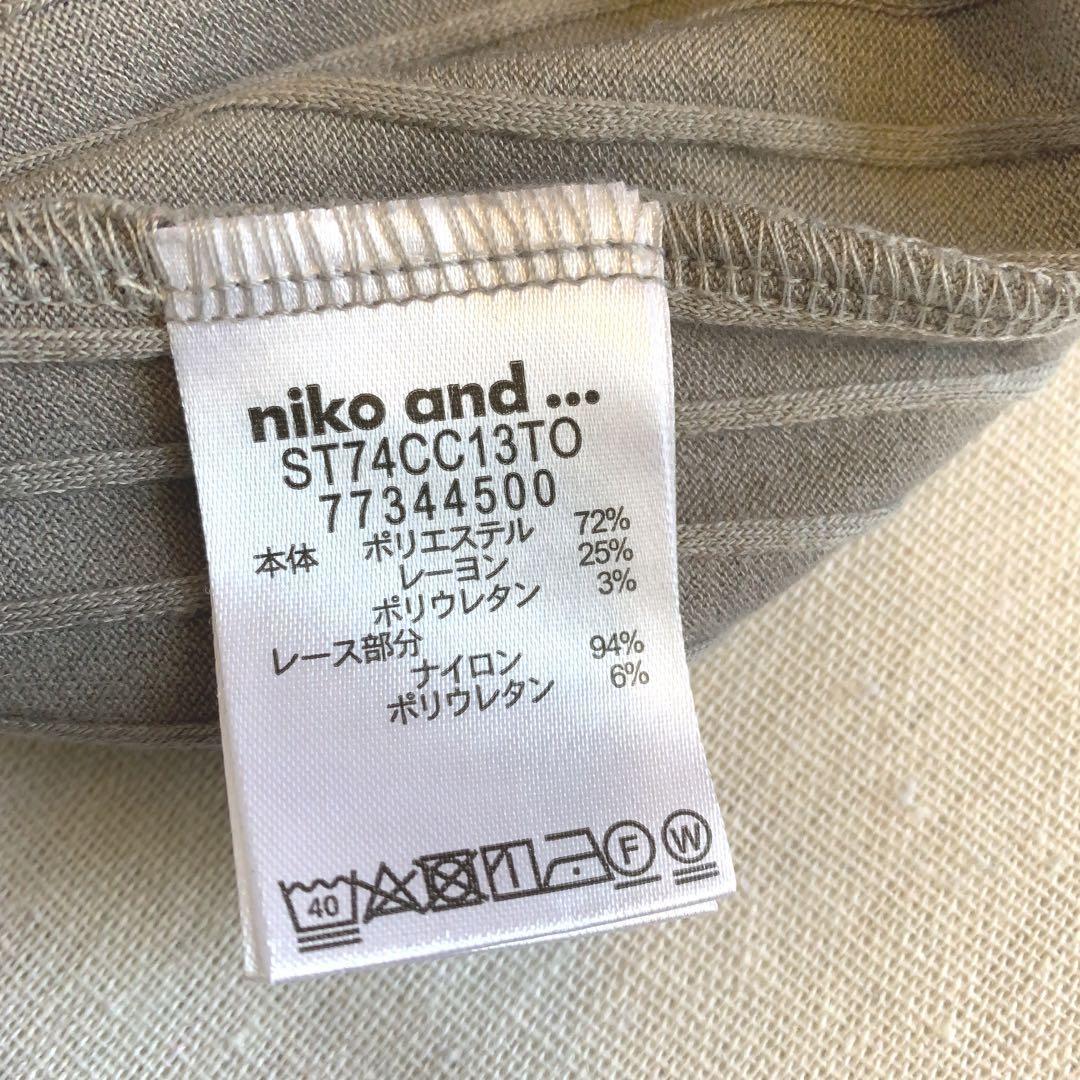 niko and ...
ST74CC13TO
77344500
本体 ポリエステル 72%
レーヨン 25%
ポリウレタン 3%
レース部分
ナイロン 94%
ポリウレタン 6%
40 F W